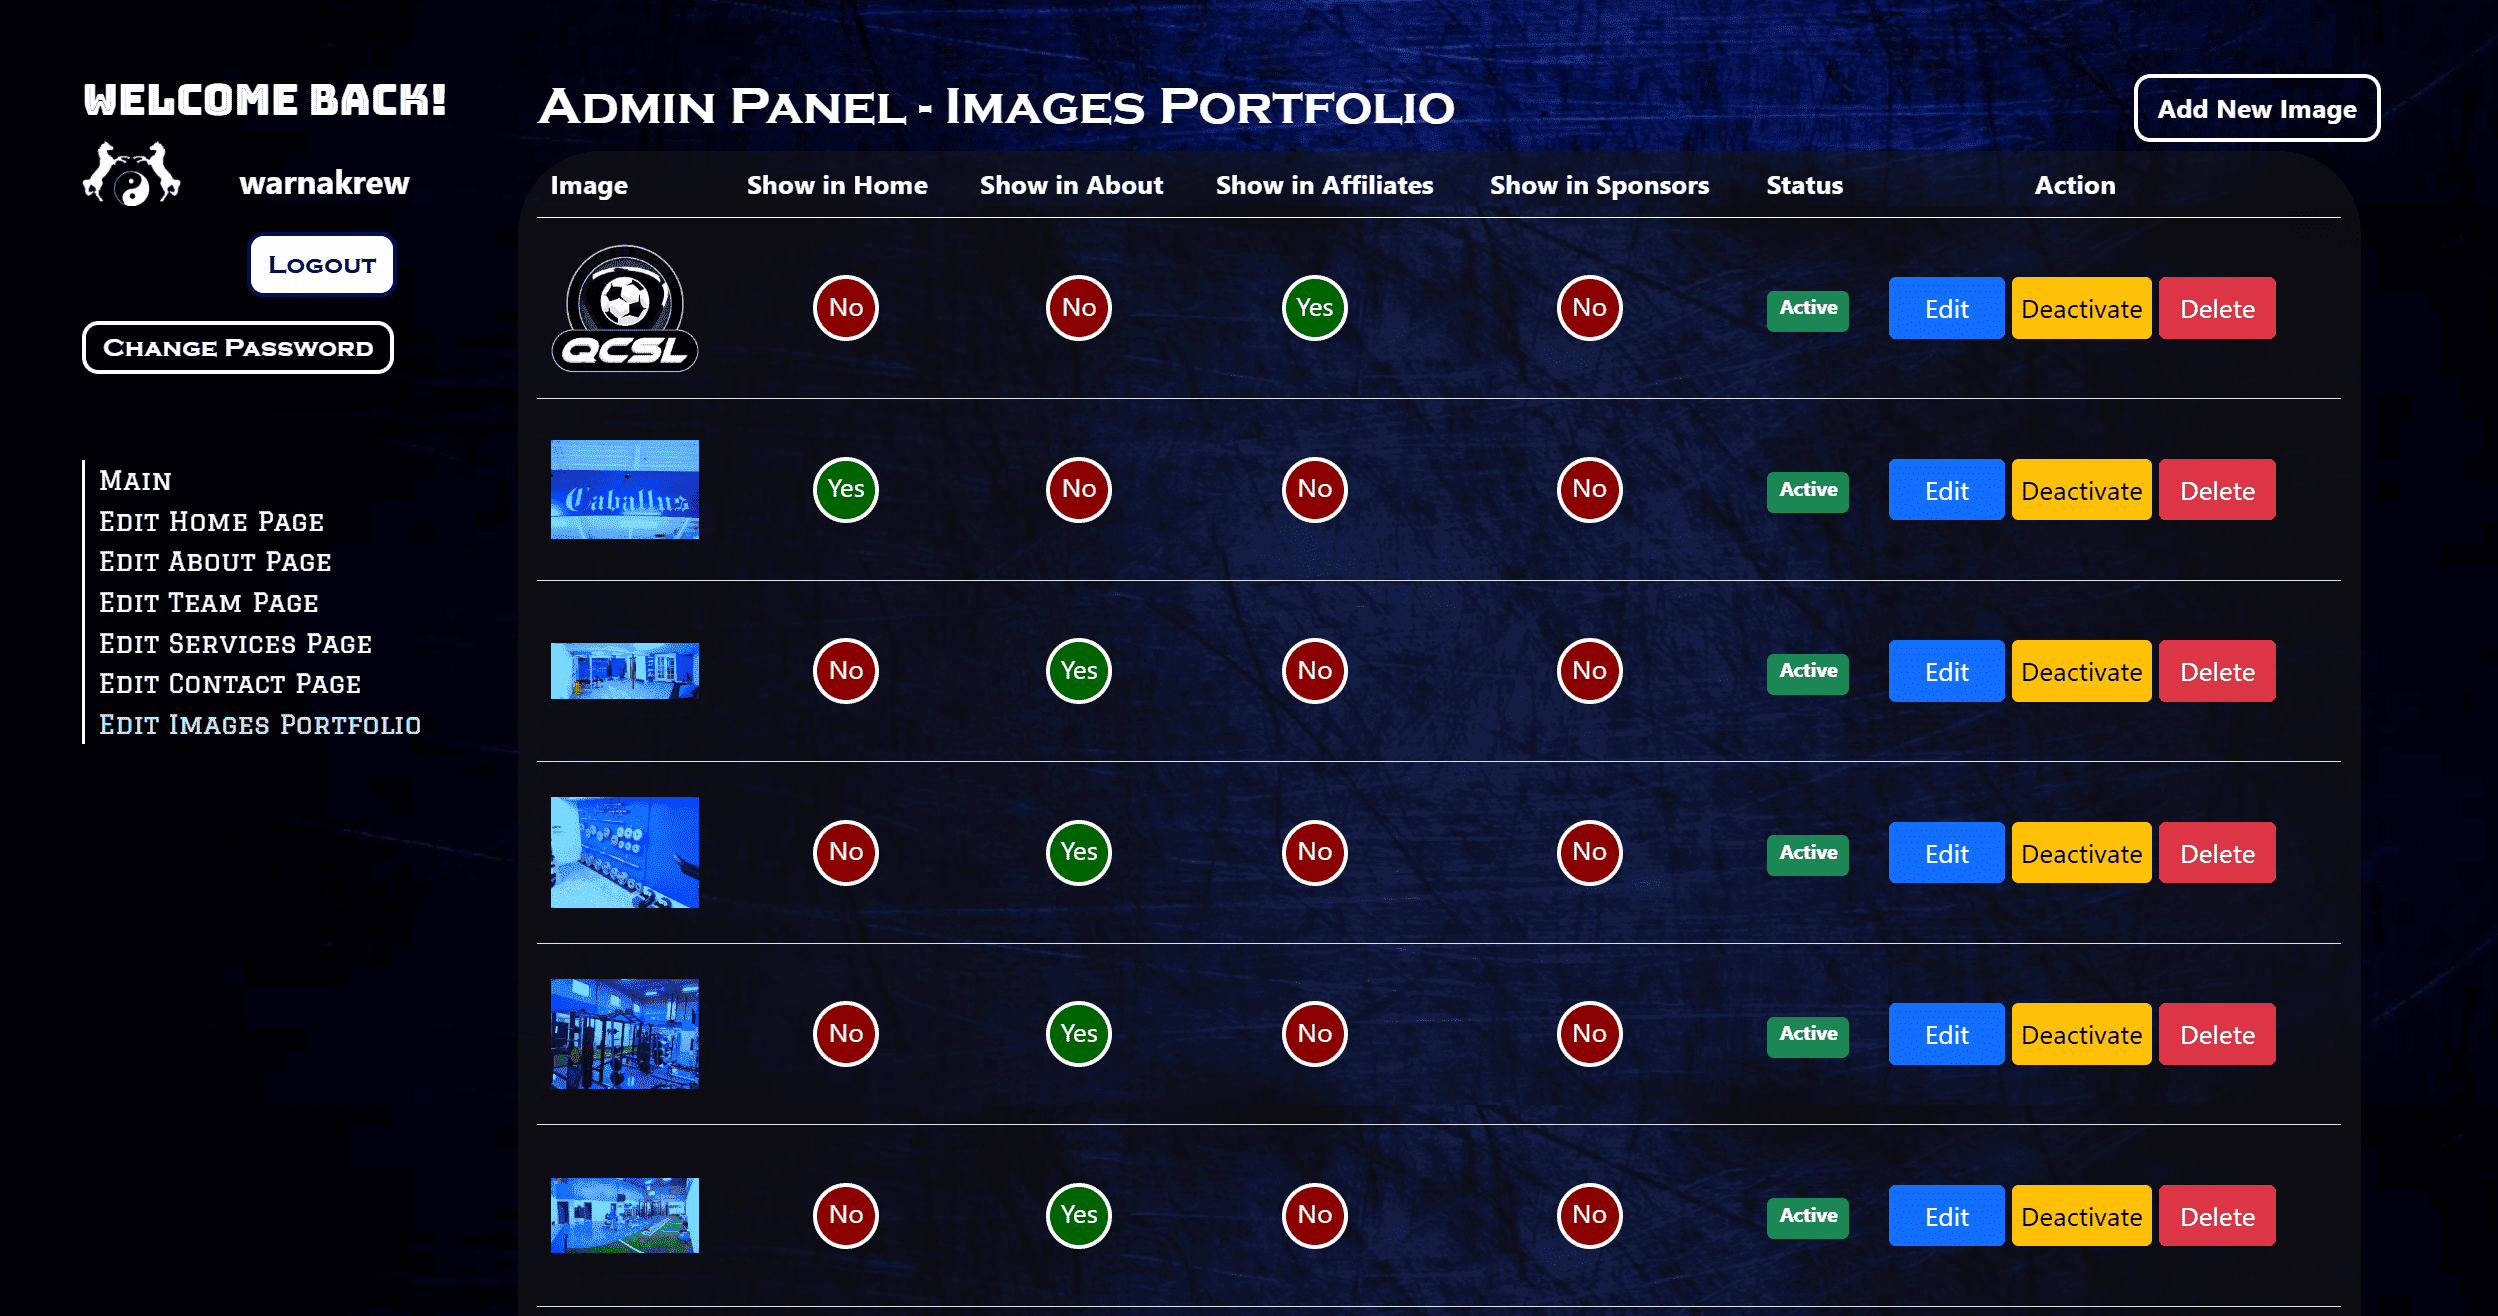 WELCOME BACK!
warnakrew
Logout
Change Password
Main
Edit Home Page
Edit About Page
Edit Team Page
Edit Services Page
Edit Contact Page
Edit Images Portfolio
Admin Panel - Images Portfolio
Add New Image
Image Show in Home Show in About Show in Affiliates Show in Sponsors Status Action
QCSL
No No Yes No Active Edit Deactivate Delete
Caballus
Yes No No No Active Edit Deactivate Delete
No Yes No No Active Edit Deactivate Delete
No Yes No No Active Edit Deactivate Delete
No Yes No No Active Edit Deactivate Delete
No Yes No No Active Edit Deactivate Delete